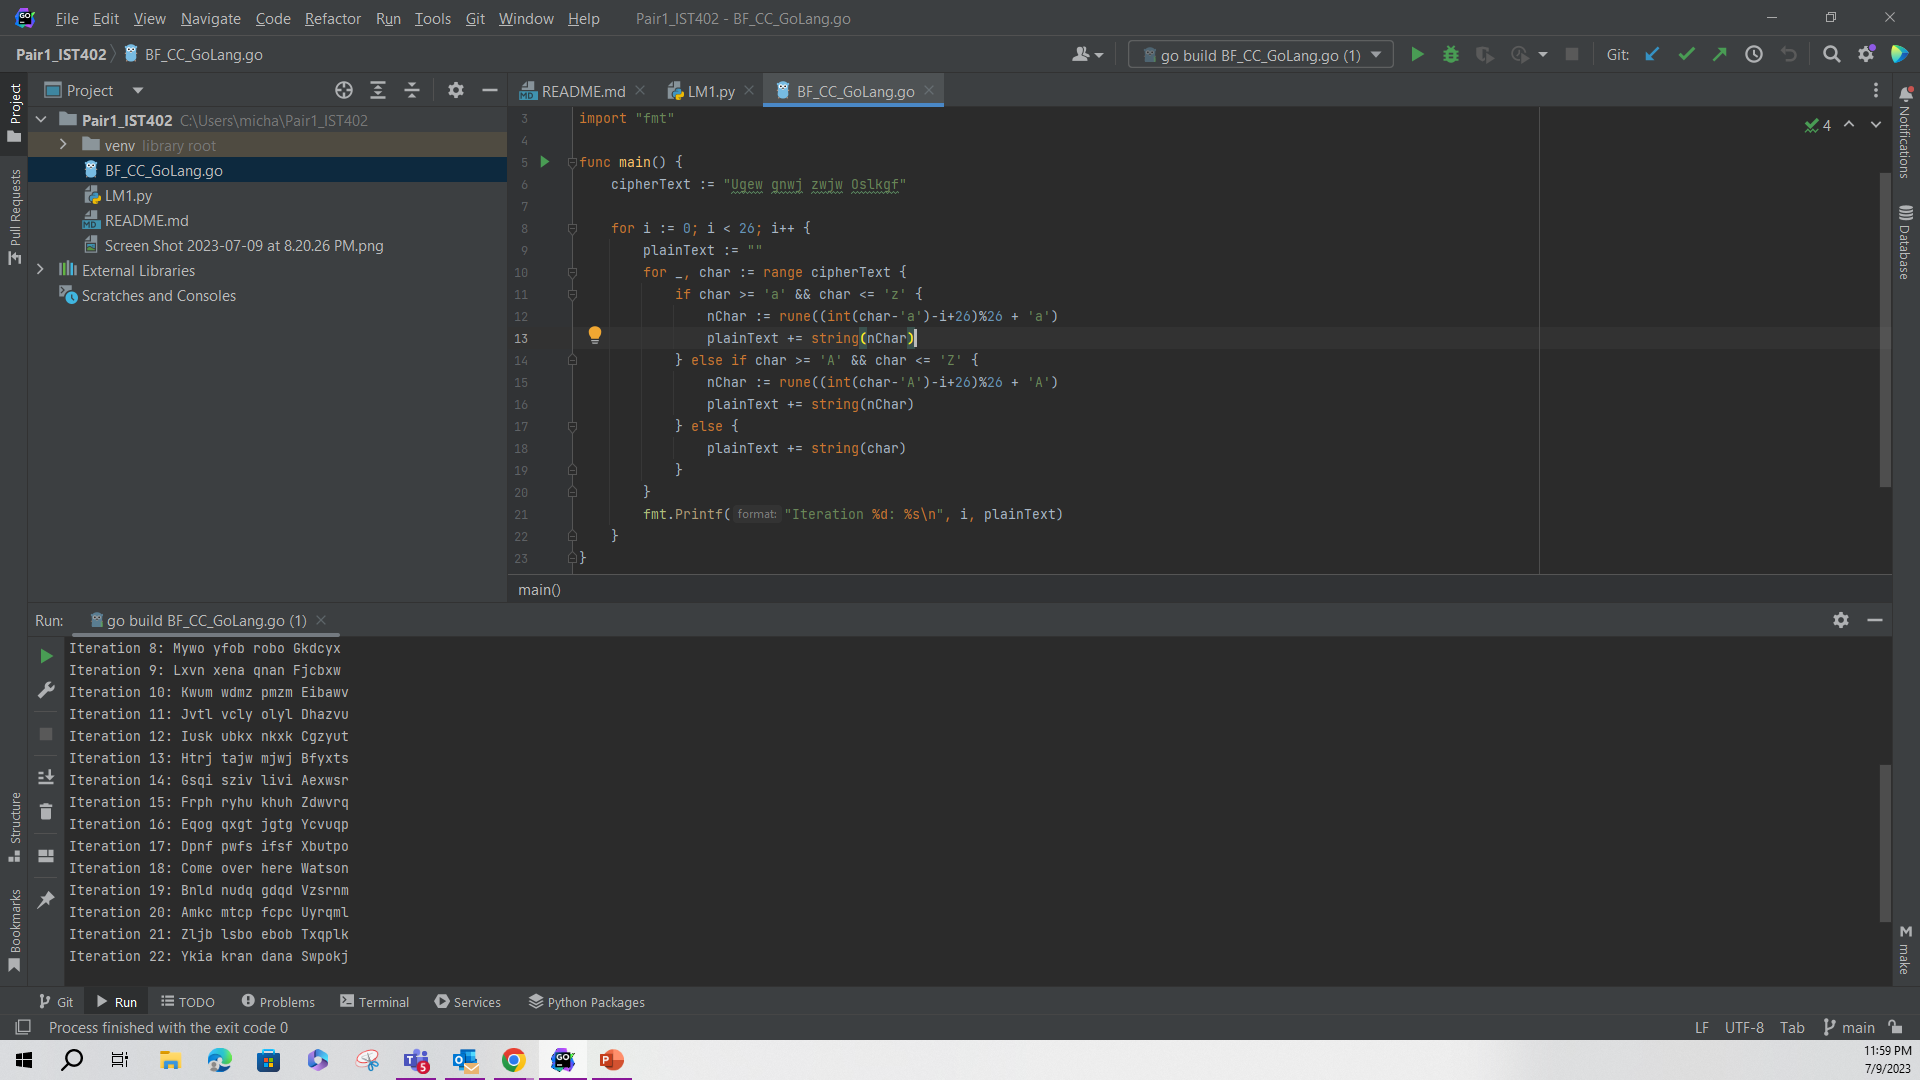 File Edit View Navigate Code Refactor Run Tools Git Window Help Pair1_IST402 - BF_CC_GoLang.go
Pair1_IST402 BF_CC_GoLang.go go build BF_CC_GoLang.go (1) Git:
Project
README.md LM1.py BF_CC_GoLang.go
Pair1_IST402 C:\Users\micha\Pair1_IST402
venv library root
BF_CC_GoLang.go
LM1.py
README.md
Screen Shot 2023-07-09 at 8.20.26 PM.png
External Libraries
Scratches and Consoles
Project
Pull Requests
Structure
Bookmarks
3 import "fmt"
4
5 func main() {
6 cipherText := "Ugew gnwj zwjw Oslkgf"
7
8 for i := 0; i < 26; i++ {
9 plainText := ""
10 for _, char := range cipherText {
11 if char >= 'a' && char <= 'z' {
12 nChar := rune((int(char-'a')-i+26)%26 + 'a')
13 plainText += string(nChar)
14 } else if char >= 'A' && char <= 'Z' {
15 nChar := rune((int(char-'A')-i+26)%26 + 'A')
16 plainText += string(nChar)
17 } else {
18 plainText += string(char)
19 }
20 }
21 fmt.Printf( format: "Iteration %d: %s\n", i, plainText)
22 }
23 }
4
main()
Notifications
Database
make
Run: go build BF_CC_GoLang.go (1)
Iteration 8: Mywo yfob robo Gkdcyx
Iteration 9: Lxvn xena qnan Fjcbxw
Iteration 10: Kwum wdmz pmzm Eibawv
Iteration 11: Jvtl vcly olyl Dhazvu
Iteration 12: Iusk ubkx nkxk Cgzyut
Iteration 13: Htrj tajw mjwj Bfyxts
Iteration 14: Gsqi sziv livi Aexwsr
Iteration 15: Frph ryhu khuh Zdwvrq
Iteration 16: Eqog qxgt jgtg Ycvuqp
Iteration 17: Dpnf pwfs ifsf Xbutpo
Iteration 18: Come over here Watson
Iteration 19: Bnld nudq gdqd Vzsrnm
Iteration 20: Amkc mtcp fcpc Uyrqml
Iteration 21: Zljb lsbo ebob Txqplk
Iteration 22: Ykia kran dana Swpokj
Git Run TODO Problems Terminal Services Python Packages
Process finished with the exit code 0 LF UTF-8 Tab main
5
11:59 PM
7/9/2023